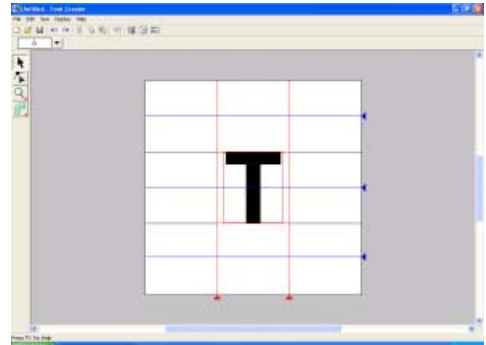 Untitled - Font Creator
File Edit View Display Help
A
T
Press F1 for Help